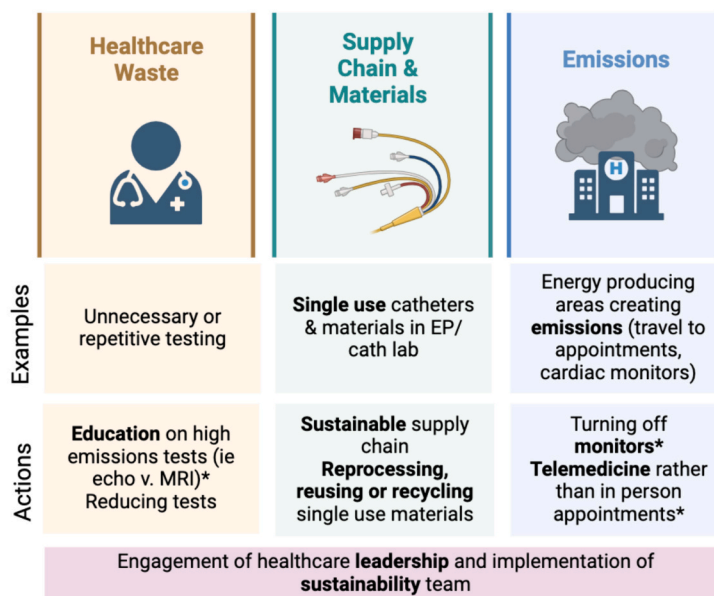 Healthcare
Waste
Supply
Chain &
Materials
Emissions
H
Examples
Unnecessary or
repetitive testing
Single use catheters
& materials in EP/
cath lab
Energy producing
areas creating
emissions (travel to
appointments,
cardiac monitors)
Actions
Education on high
emissions tests (ie
echo v. MRI)*
Reducing tests
Sustainable supply
chain
Reprocessing,
reusing or recycling
single use materials
Turning off
monitors*
Telemedicine rather
than in person
appointments*
Engagement of healthcare leadership and implementation of
sustainability team